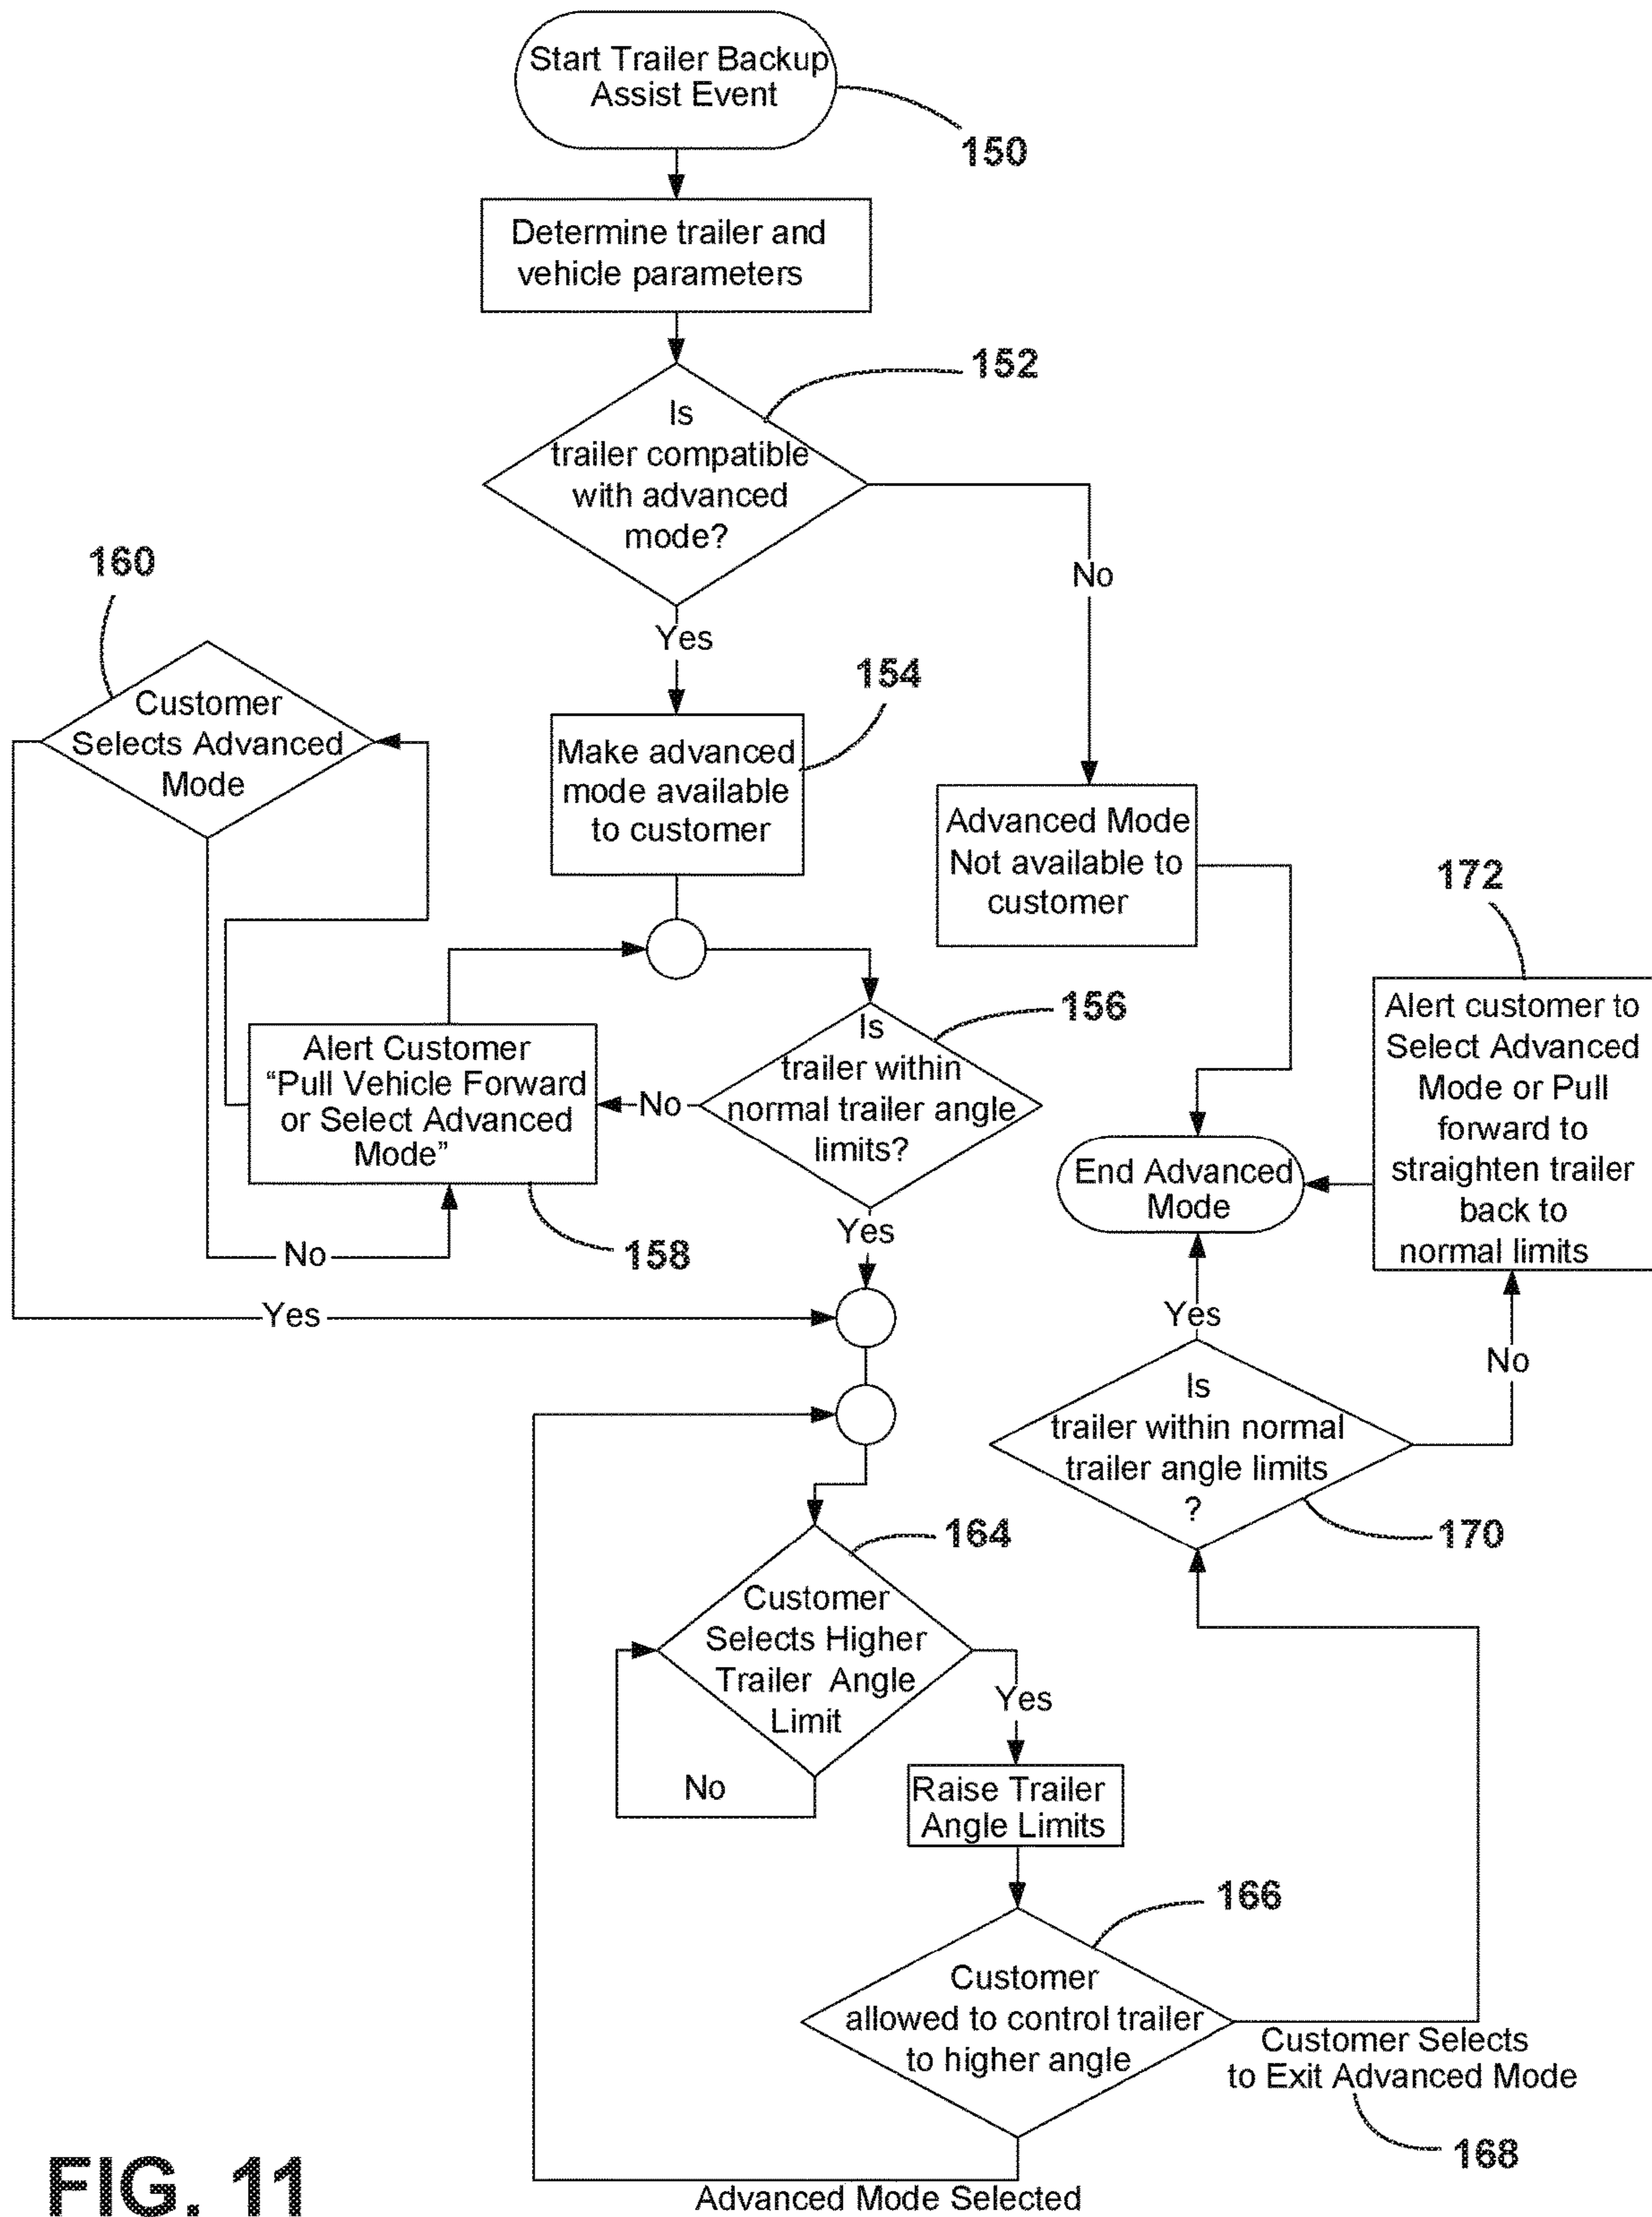 Start Trailer Backup
Assist Event
150
Determine trailer and
vehicle parameters
152
Is
trailer compatible
with advanced
mode?
No
Yes
160
Customer
Selects Advanced
Mode
154
Make advanced
mode available
to customer
Advanced Mode
Not available to
customer
172
Alert customer to
Select Advanced
Mode or Pull
forward to
straighten trailer
back to
normal limits
156
Is
trailer within
normal trailer angle
limits?
No
Alert Customer
“Pull Vehicle Forward
or Select Advanced
Mode”
158
No
Yes
Yes
End Advanced
Mode
Yes
No
Is
trailer within normal
trailer angle limits
?
170
164
Customer
Selects Higher
Trailer Angle
Limit
No
Yes
Raise Trailer
Angle Limits
166
Customer
allowed to control trailer
to higher angle
Customer Selects
to Exit Advanced Mode
168
Advanced Mode Selected
FIG. 11